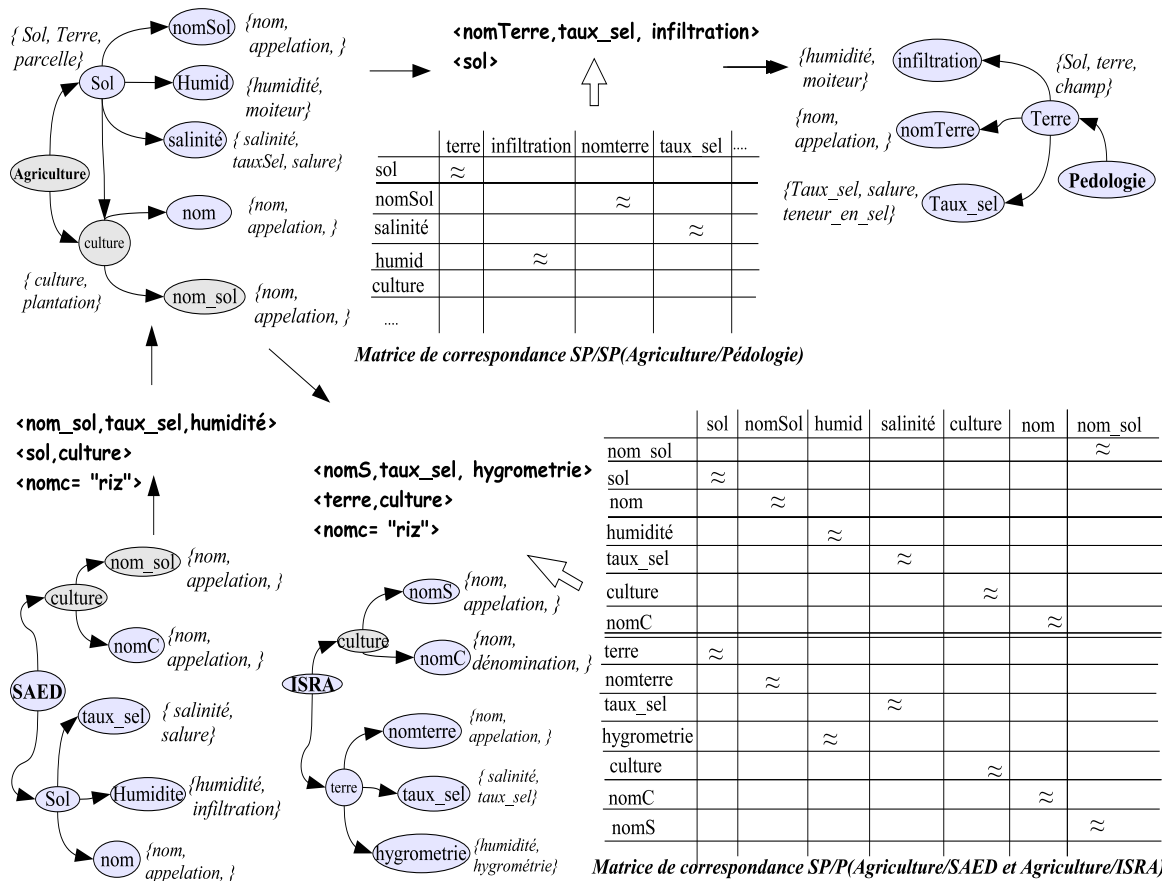 { Sol, Terre,
parcelle}
nomSol
{nom,
appelation, }
Sol
Humid
{humidité,
moiteur}
salinité
{ salinité,
tauxSel, salure}
Agriculture
nom
{nom,
appelation, }
culture
{ culture,
plantation}
nom_sol
{nom,
appelation, }
<nomTerre,taux_sel, infiltration>
<sol>
terre infiltration nomterre taux_sel ....
sol ≈
nomSol ≈
salinité ≈
humid ≈
culture
....
Matrice de correspondance SP/SP(Agriculture/Pédologie)
{humidité,
moiteur}
infiltration
{Sol, terre,
champ}
{nom,
appelation, }
nomTerre
Terre
Pedologie
{Taux_sel, salure,
teneur_en_sel}
Taux_sel
<nom_sol,taux_sel,humidité>
<sol,culture>
<nomc= "riz">
nom_sol
{nom,
appelation, }
culture
nomC
{nom,
appelation, }
SAED
taux_sel
{ salinité,
salure}
Sol
Humidite
{humidité,
infiltration}
nom
{nom,
appelation, }
<nomS,taux_sel, hygrometrie>
<terre,culture>
<nomc= "riz">
nomS
{nom,
appelation, }
culture
nomC
{nom,
dénomination, }
ISRA
nomterre
{nom,
appelation, }
terre
taux_sel
{ salinité,
taux_sel}
hygrometrie
{humidité,
hygrométrie}
sol nomSol humid salinité culture nom nom_sol
nom_sol ≈
sol ≈
nom ≈
humidité ≈
taux_sel ≈
culture ≈
nomC ≈
terre ≈
nomterre ≈
taux_sel ≈
hygrometrie ≈
culture ≈
nomC ≈
nomS ≈
Matrice de correspondance SP/P(Agriculture/SAED et Agriculture/ISRA)